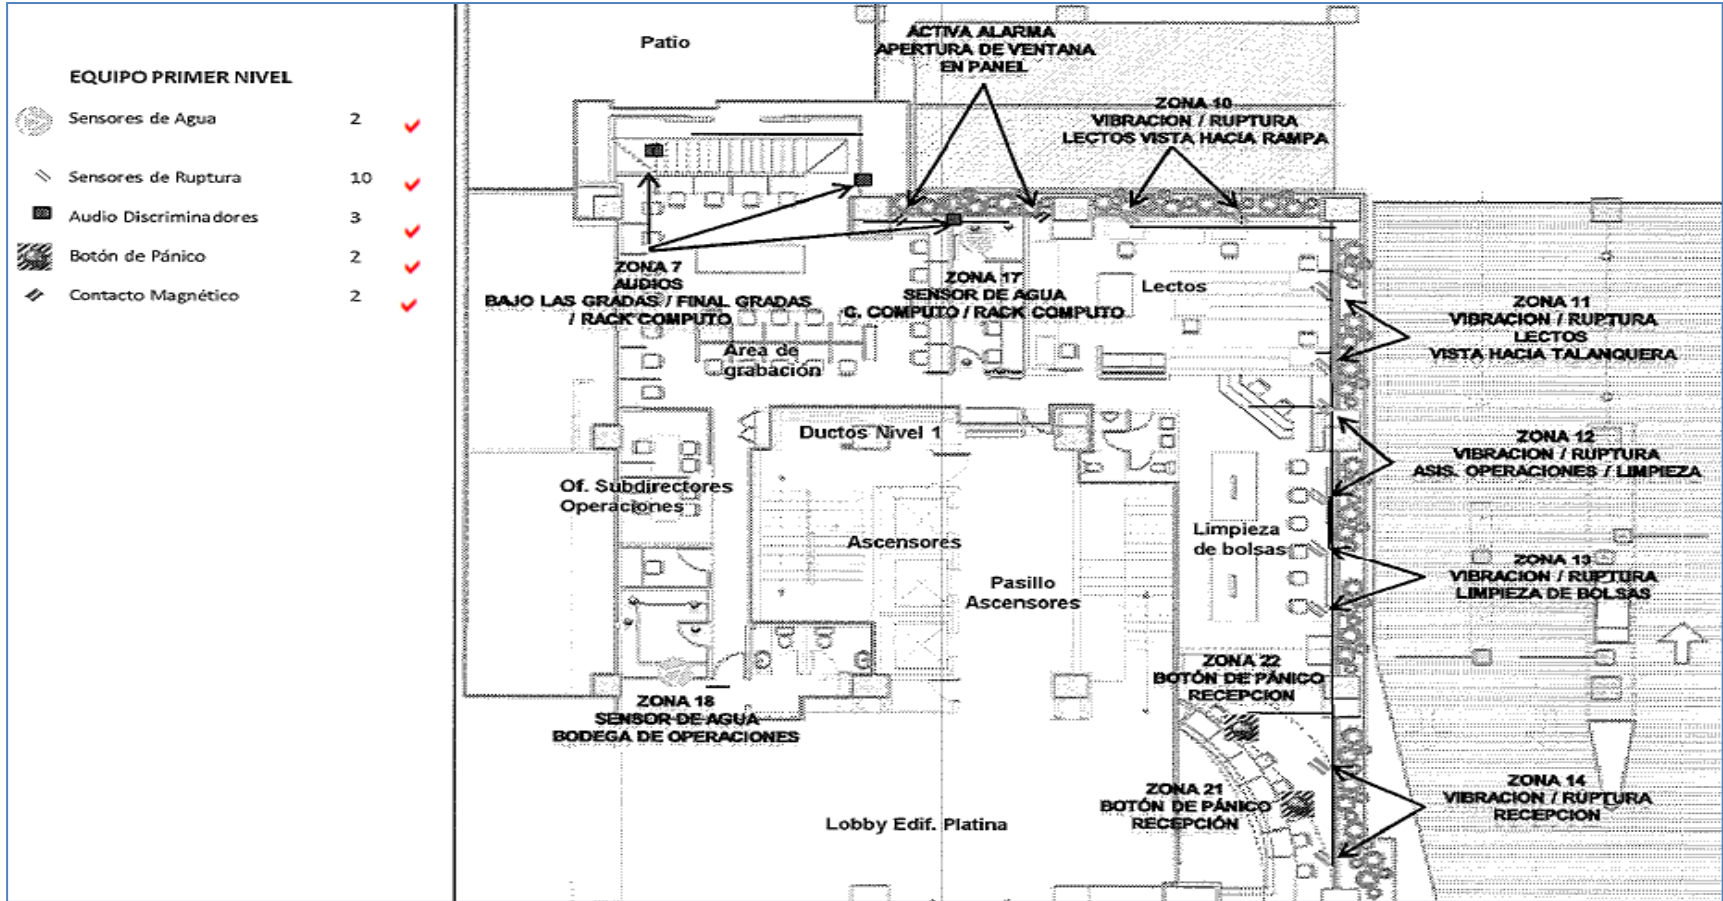 EQUIPO PRIMER NIVEL
Sensores de Agua 2
Sensores de Ruptura 10
Audio Discriminadores 3
Botón de Pánico 2
Contacto Magnético 2
Patio
ACTIVA ALARMA
APERTURA DE VENTANA
EN PANEL
ZONA 10
VIBRACION / RUPTURA
LECTOS VISTA HACIA RAMPA
ZONA 7
AUDIOS
BAJO LAS GRADAS / FINAL GRADAS
/ RACK COMPUTO
ZONA 17
SENSOR DE AGUA
C. COMPUTO / RACK COMPUTO
Lectos
ZONA 11
VIBRACION / RUPTURA
LECTOS
VISTA HACIA TALANQUERA
Área de
grabación
Ductos Nivel 1
ZONA 12
VIBRACION / RUPTURA
ASIS. OPERACIONES / LIMPIEZA
Of. Subdirectores
Operaciones
Ascensores
Limpieza
de bolsas
Pasillo
Ascensores
ZONA 13
VIBRACION / RUPTURA
LIMPIEZA DE BOLSAS
ZONA 22
BOTÓN DE PÁNICO
RECEPCION
ZONA 18
SENSOR DE AGUA
BODEGA DE OPERACIONES
ZONA 21
BOTÓN DE PÁNICO
RECEPCIÓN
ZONA 14
VIBRACION / RUPTURA
RECEPCION
Lobby Edif. Platina